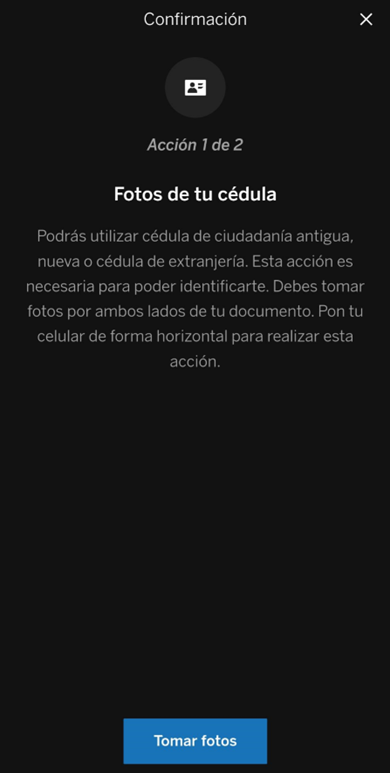 Confirmación
Acción 1 de 2
Fotos de tu cédula
Podrás utilizar cédula de ciudadanía antigua,
nueva o cédula de extranjería. Esta acción es
necesaria para poder identificarte. Debes tomar
fotos por ambos lados de tu documento. Pon tu
celular de forma horizontal para realizar esta
acción.
Tomar fotos